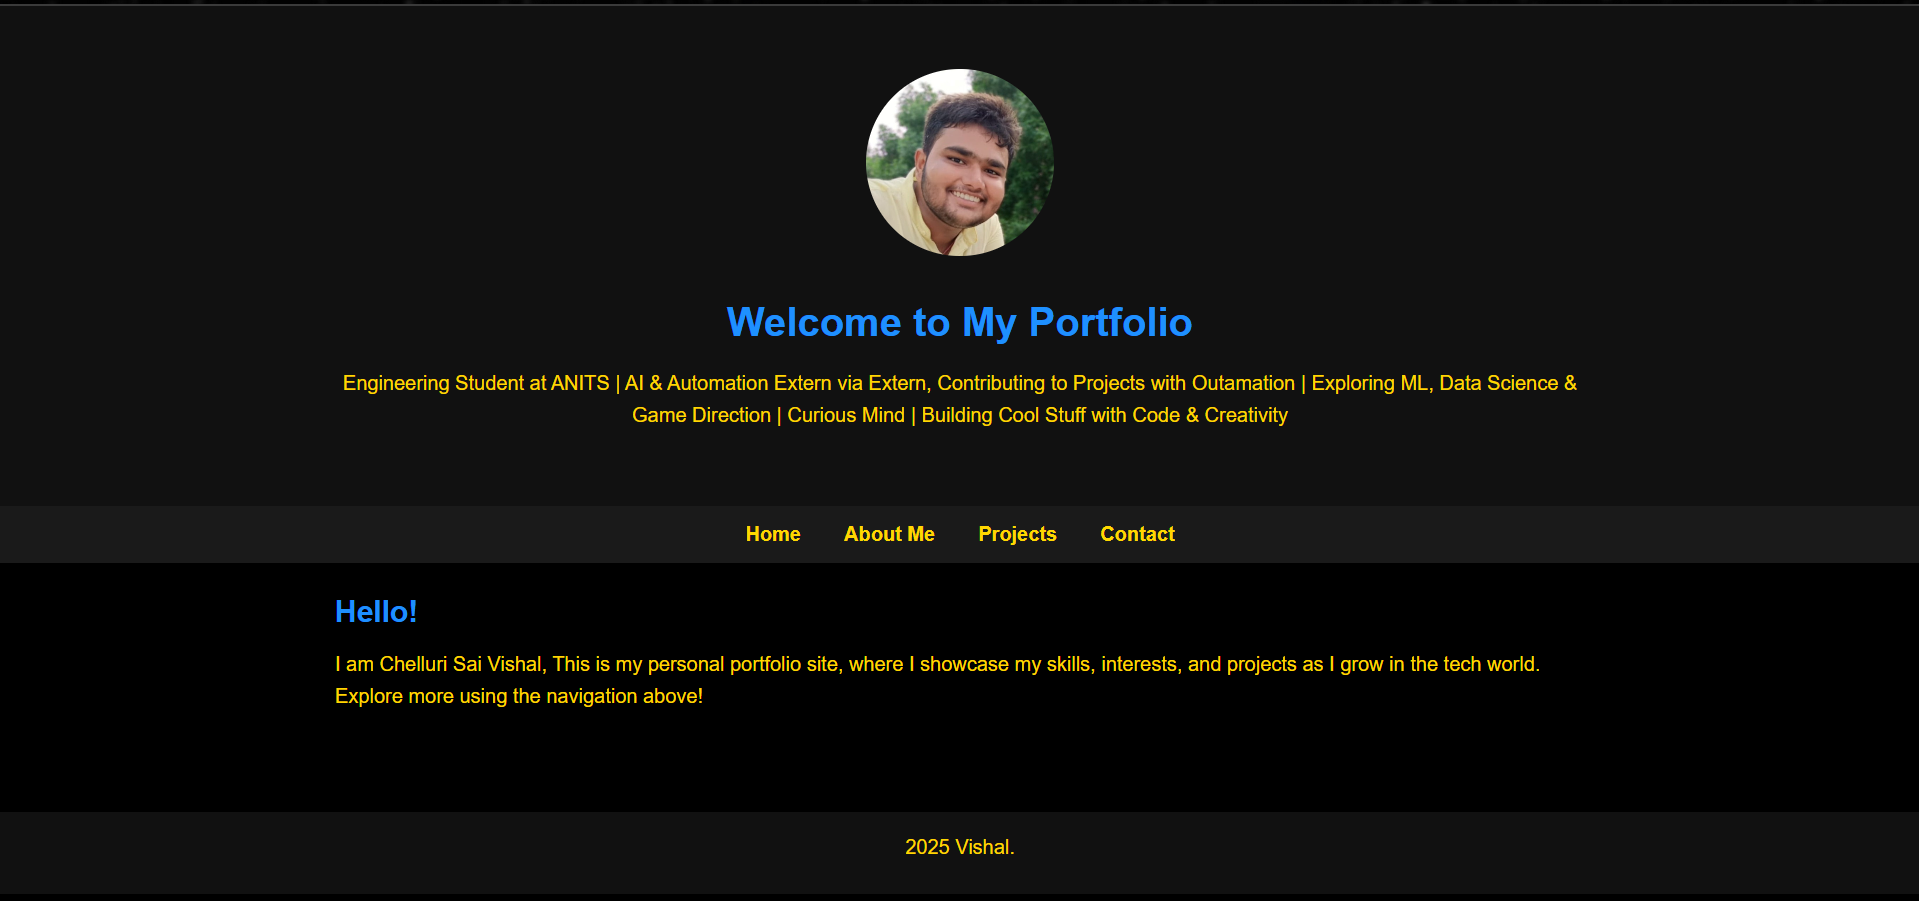 Welcome to My Portfolio
Engineering Student at ANITS | AI & Automation Extern via Extern, Contributing to Projects with Outamation | Exploring ML, Data Science &
Game Direction | Curious Mind | Building Cool Stuff with Code & Creativity
Home About Me Projects Contact
Hello!
I am Chelluri Sai Vishal, This is my personal portfolio site, where I showcase my skills, interests, and projects as I grow in the tech world.
Explore more using the navigation above!
2025 Vishal.